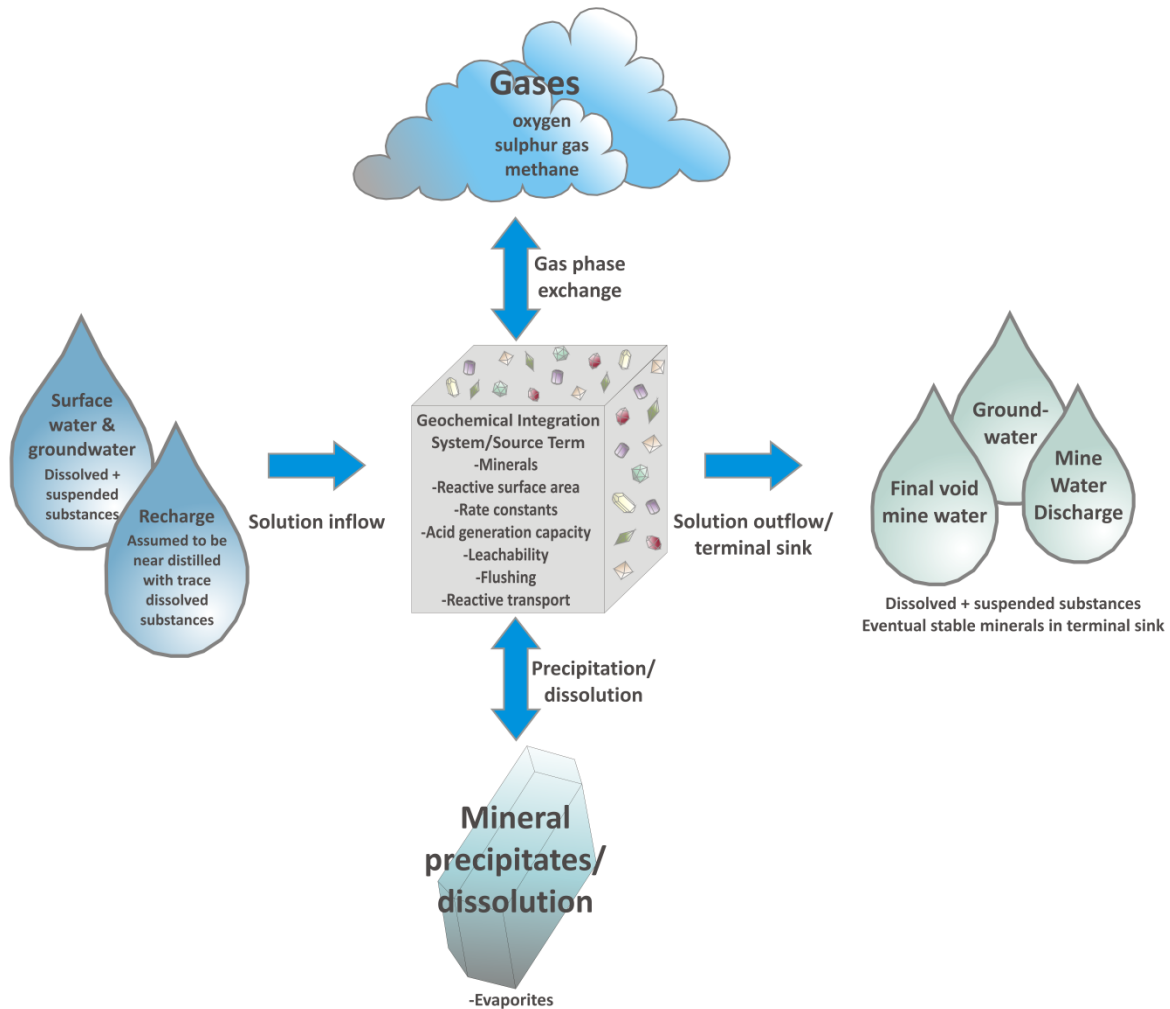 Gases
oxygen
sulphur gas
methane
Gas phase
exchange
Surface
water &
groundwater
Dissolved +
suspended
substances
Recharge
Assumed to be
near distilled
with trace
dissolved
substances
Solution inflow
Geochemical Integration
System/Source Term
-Minerals
-Reactive surface area
-Rate constants
-Acid generation capacity
-Leachability
-Flushing
-Reactive transport
Solution outflow/
terminal sink
Ground-
water
Final void
mine water
Mine
Water
Discharge
Dissolved + suspended substances
Eventual stable minerals in terminal sink
Precipitation/
dissolution
Mineral
precipitates/
dissolution
-Evaporites